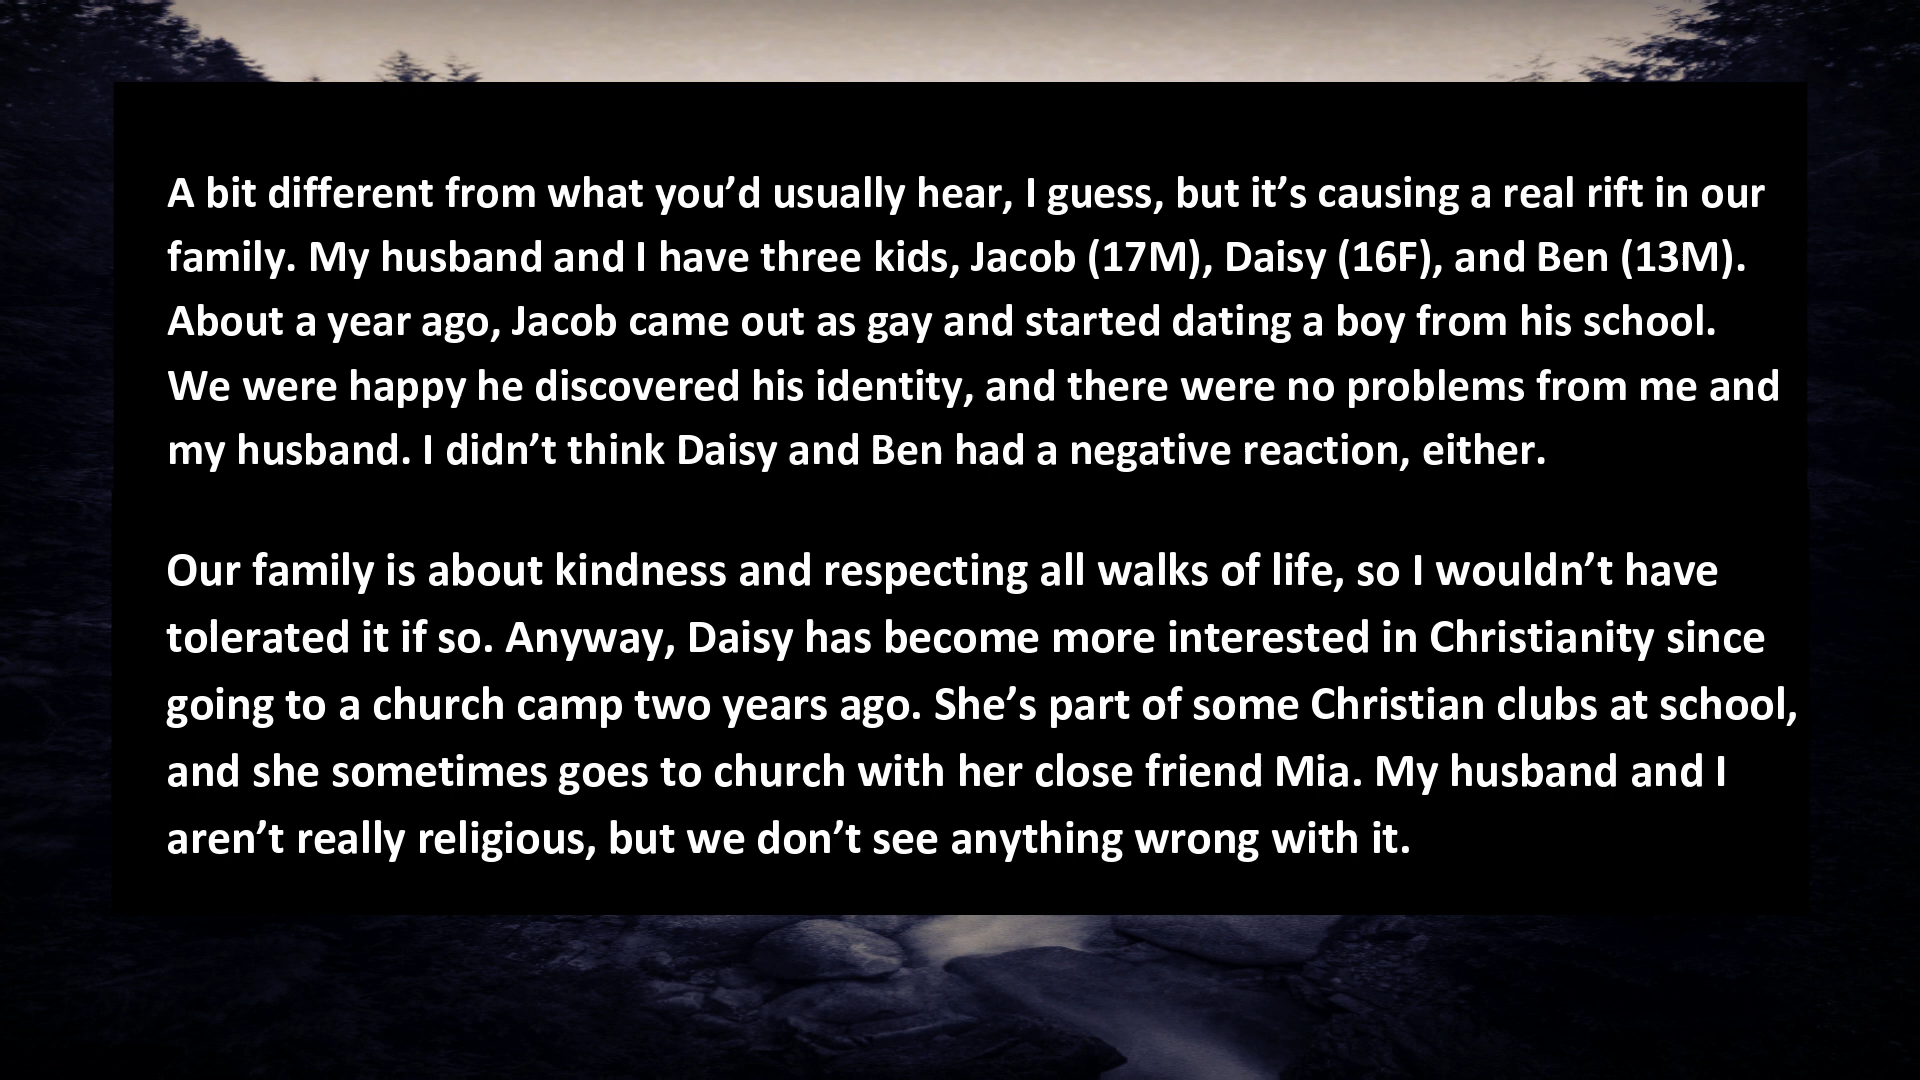 A bit different from what you’d usually hear, I guess, but it’s causing a real rift in our
family. My husband and I have three kids, Jacob (17M), Daisy (16F), and Ben (13M).
About a year ago, Jacob came out as gay and started dating a boy from his school.
We were happy he discovered his identity, and there were no problems from me and
my husband. I didn’t think Daisy and Ben had a negative reaction, either.
Our family is about kindness and respecting all walks of life, so I wouldn’t have
tolerated it if so. Anyway, Daisy has become more interested in Christianity since
going to a church camp two years ago. She’s part of some Christian clubs at school,
and she sometimes goes to church with her close friend Mia. My husband and I
aren’t really religious, but we don’t see anything wrong with it.